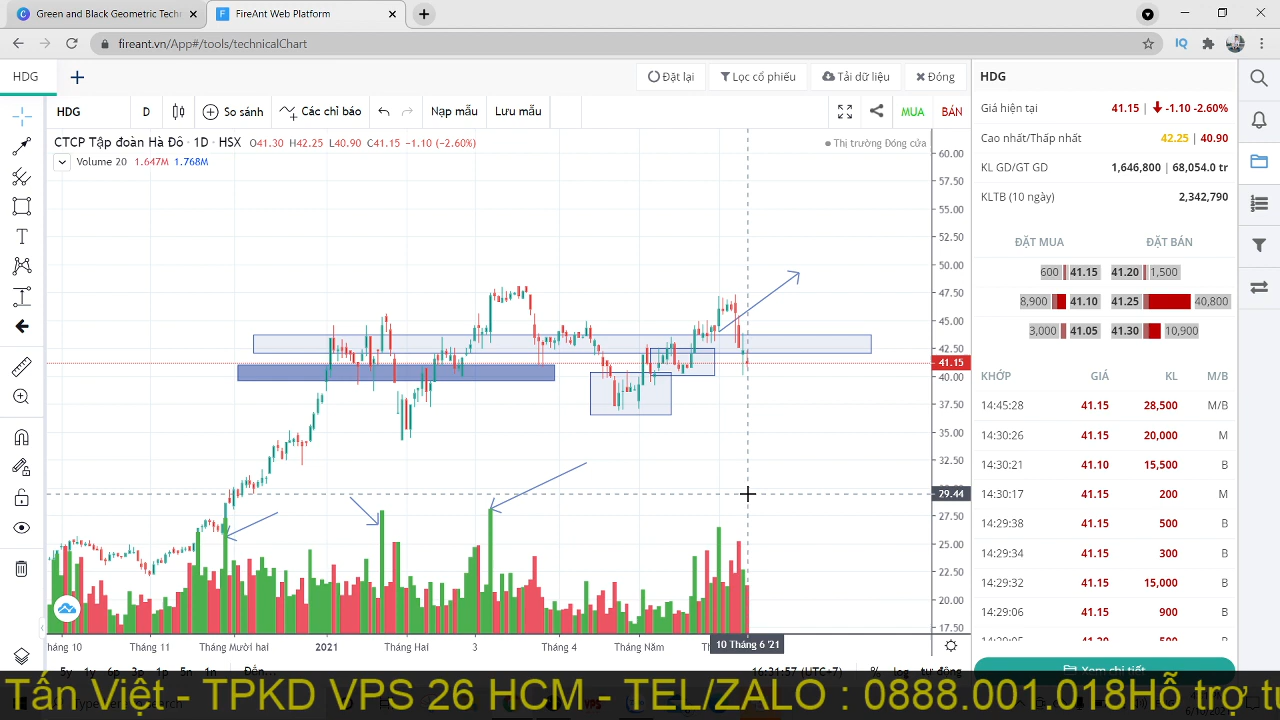 Green and Black Geometric Techn
FireAnt Web Platform
fireant.vn/App#/tools/technicalChart
HDG
Đặt lại
Lọc cổ phiếu
Tải dữ liệu
Đóng
HDG
D
So sánh
Các chỉ báo
Nạp mẫu
Lưu mẫu
MUA
BÁN
CTCP Tập đoàn Hà Đô · 1D · HSX O41.30 H42.25 L40.90 C41.15 −1.10 (−2.60%)
Thị trường Đóng cửa
Volume 20 1.647M 1.768M
60.00
57.50
55.00
52.50
50.00
47.50
45.00
42.50
41.15
40.00
37.50
35.00
32.50
29.44
27.50
25.00
22.50
20.00
17.50
háng 10
Tháng 11
Tháng Mười hai
2021
Tháng Hai
3
Tháng 4
Tháng Năm
10 Tháng 6 '21
16:31:57 (UTC+7)
%
log
tự động
HDG
Giá hiện tại 41.15 | -1.10 -2.60%
Cao nhất/Thấp nhất 42.25 | 40.90
KL GD/GT GD 1,646,800 | 68,054.0 tr
KLTB (10 ngày) 2,342,790
ĐẶT MUA ĐẶT BÁN
600 41.15 41.20 1,500
8,900 41.10 41.25 40,800
3,000 41.05 41.30 10,900
KHỚP GIÁ KL M/B
14:45:28 41.15 28,500 M/B
14:30:26 41.15 20,000 M
14:30:21 41.10 15,500 B
14:30:17 41.15 200 M
14:29:38 41.15 500 B
14:29:34 41.15 300 B
14:29:32 41.15 15,000 B
14:29:06 41.15 900 B
Tấn Việt - TPKD VPS 26 HCM - TEL/ZALO : 0888.001.018Hỗ trợ tư